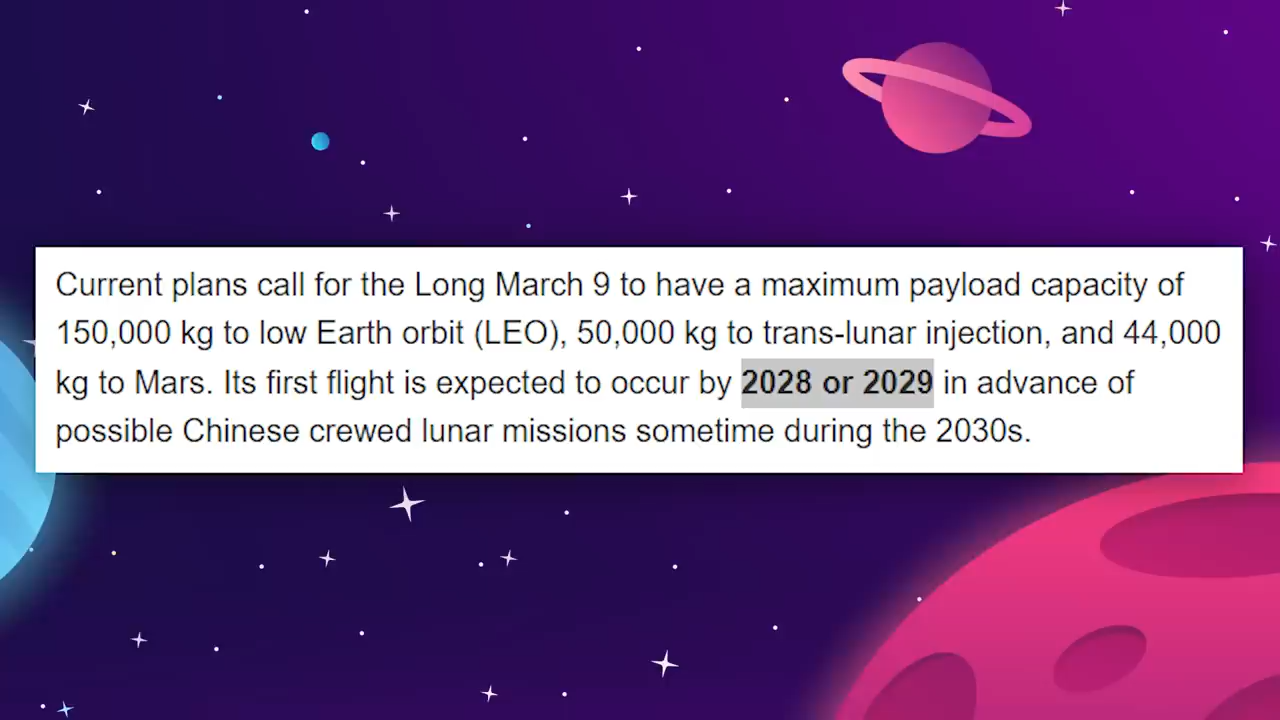 Current plans call for the Long March 9 to have a maximum payload capacity of
150,000 kg to low Earth orbit (LEO), 50,000 kg to trans-lunar injection, and 44,000
kg to Mars. Its first flight is expected to occur by 2028 or 2029 in advance of
possible Chinese crewed lunar missions sometime during the 2030s.